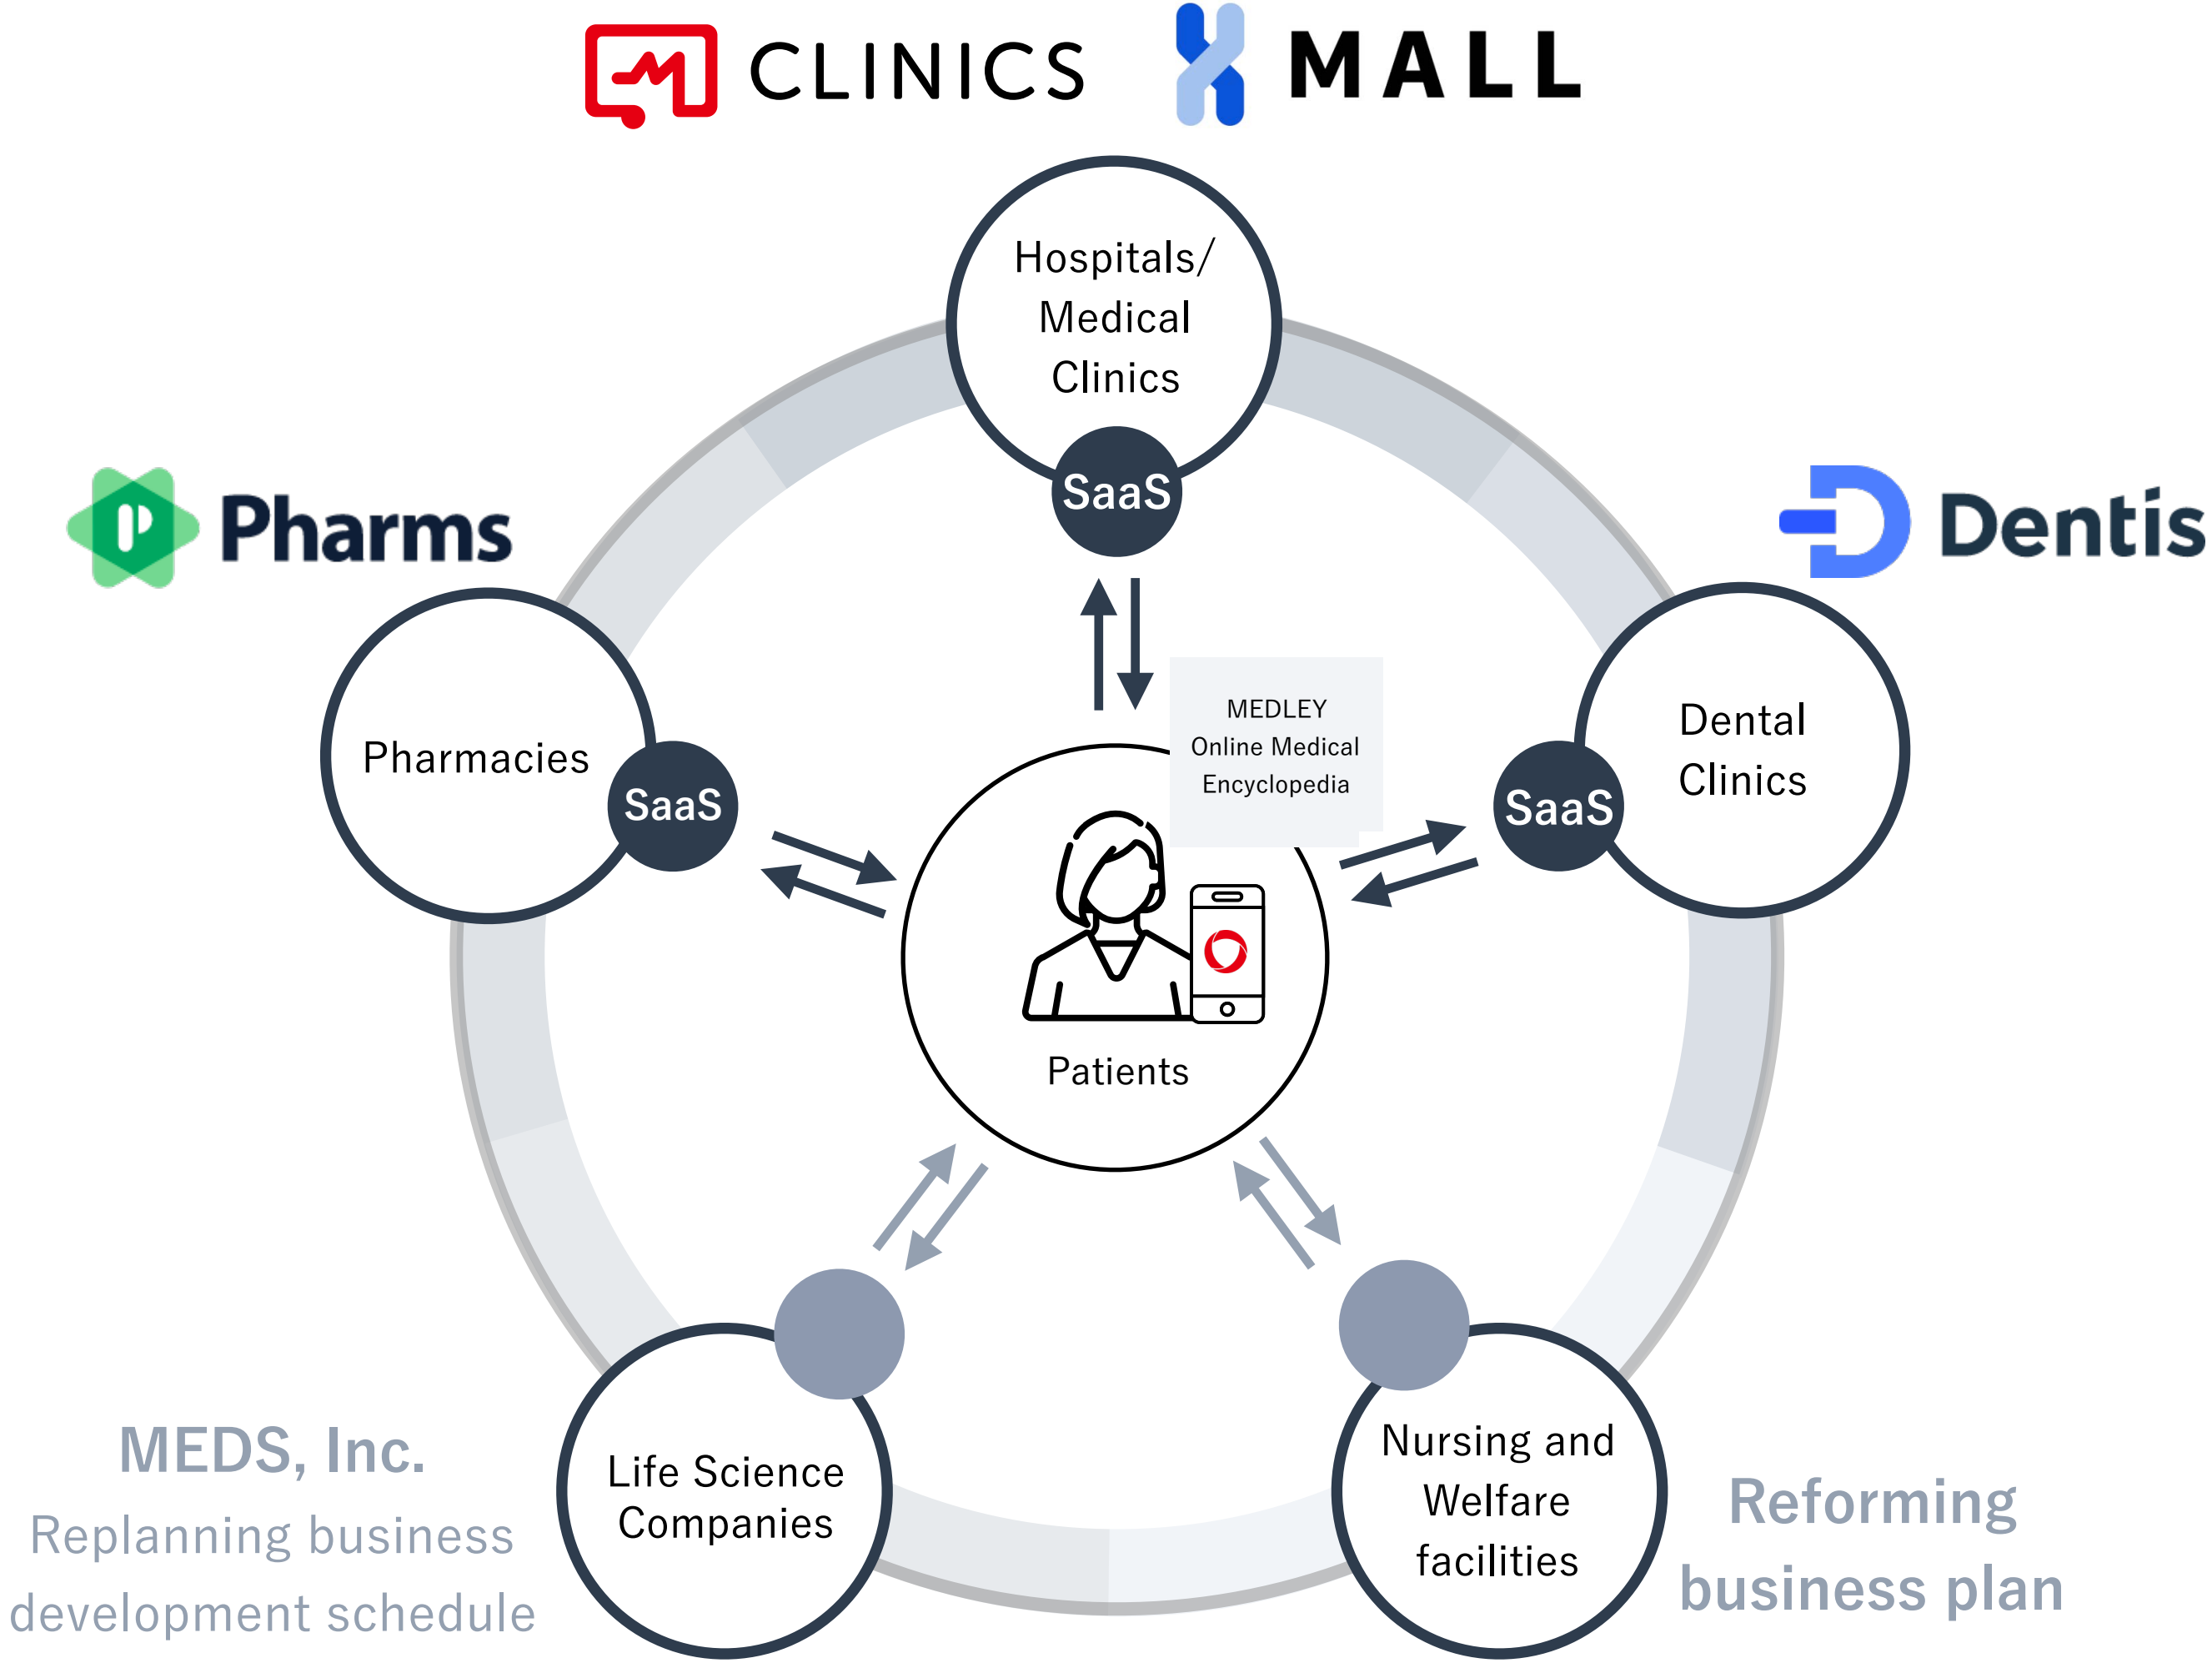 CLINICS
MALL
Hospitals/
Medical
Clinics
SaaS
Pharms
Dentis
Pharmacies
SaaS
MEDLEY
Online Medical
Encyclopedia
SaaS
Dental
Clinics
Patients
MEDS, Inc.
Replanning business
development schedule
Life Science
Companies
Nursing and
Welfare
facilities
Reforming
business plan